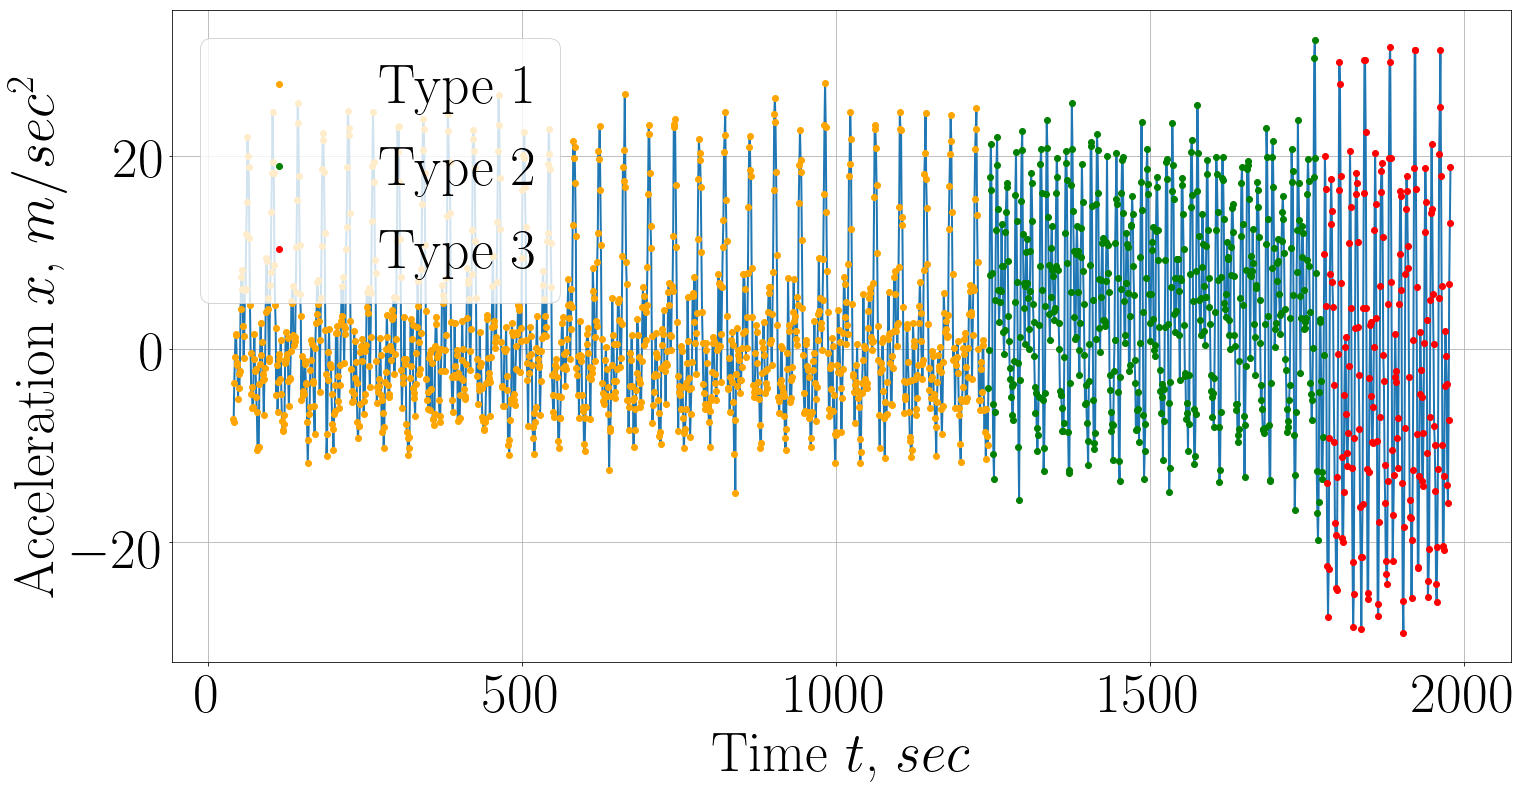 Acceleration x, m/sec²
Type 1
Type 2
Type 3
20
0
−20
0
500
1000
1500
2000
Time t, sec